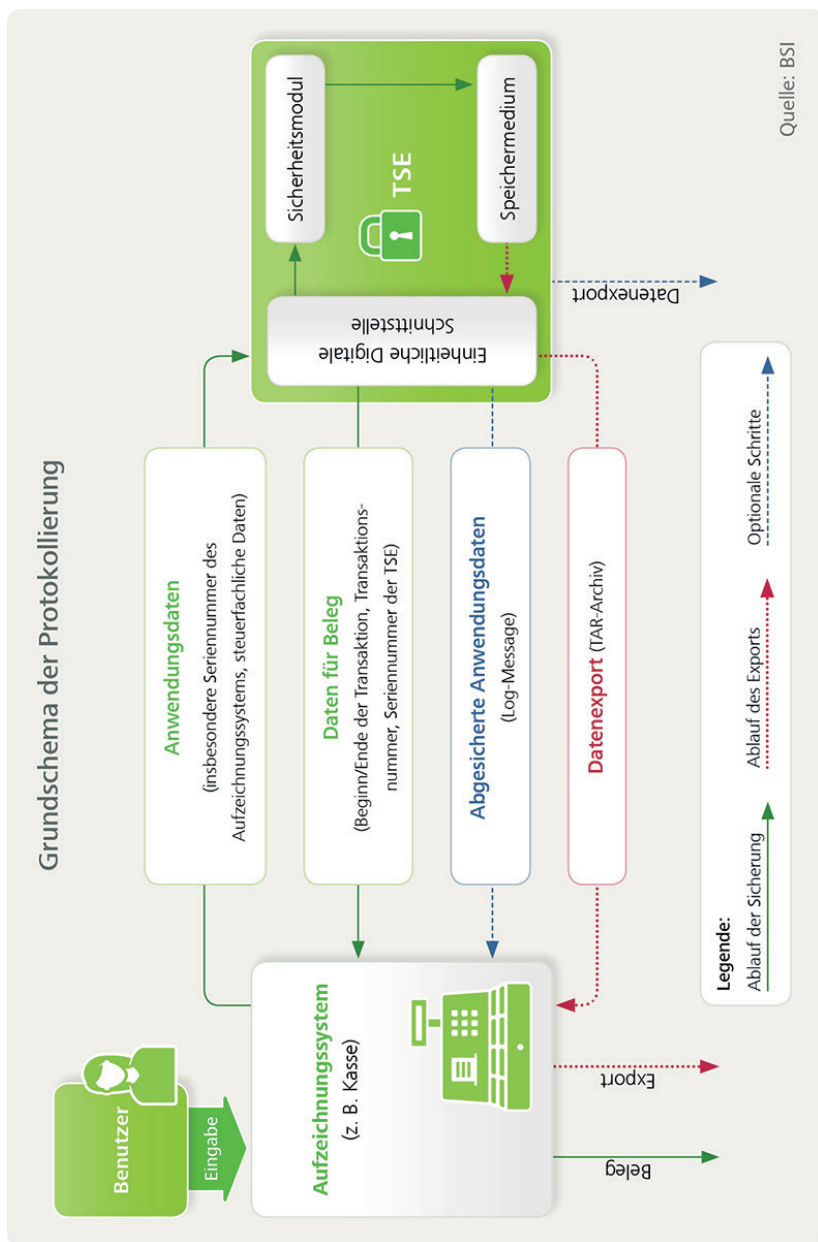 Grundschema der Protokollierung
Benutzer
Eingabe
Aufzeichnungssystem
(z. B. Kasse)
Beleg
Export
Anwendungsdaten
(insbesondere Seriennummer des
Aufzeichnungssystems, steuerfachliche Daten)
Daten für Beleg
(Beginn/Ende der Transaktion, Transaktions-
nummer, Seriennummer der TSE)
Abgesicherte Anwendungsdaten
(Log-Message)
Datenexport (TAR-Archiv)
Einheitliche Digitale
Schnittstelle
Sicherheitsmodul
TSE
Speichermedium
Datenexport
Legende:
Ablauf der Sicherung
Ablauf des Exports
Optionale Schritte
Quelle: BSI